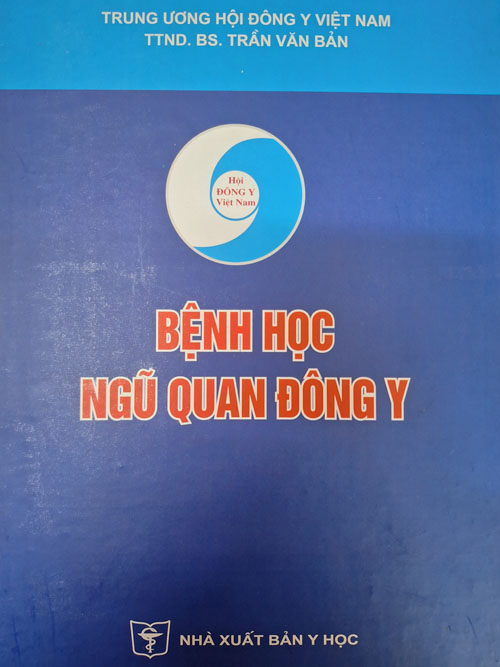 TRUNG ƯƠNG HỘI ĐÔNG Y VIỆT NAM
TTND. BS. TRẦN VĂN BẢN
Hội
ĐÔNG Y
Việt Nam
BỆNH HỌC
NGŨ QUAN ĐÔNG Y
NHÀ XUẤT BẢN Y HỌC